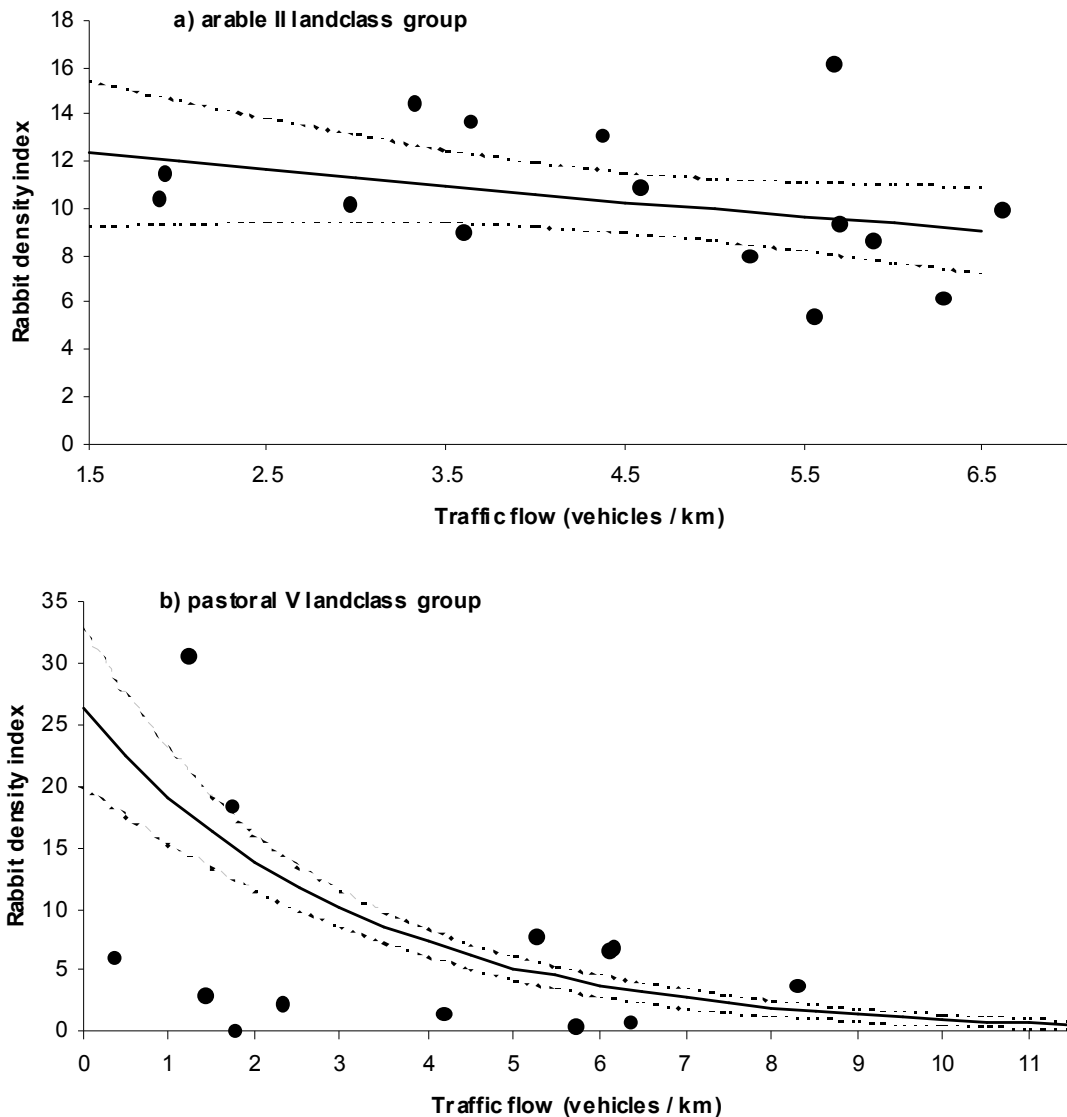 a) arable II landclass group
Rabbit density index
18
16
14
12
10
8
6
4
2
0
1.5 2.5 3.5 4.5 5.5 6.5
Traffic flow (vehicles / km)
b) pastoral V landclass group
Rabbit density index
35
30
25
20
15
10
5
0
0 1 2 3 4 5 6 7 8 9 10 11
Traffic flow (vehicles / km)